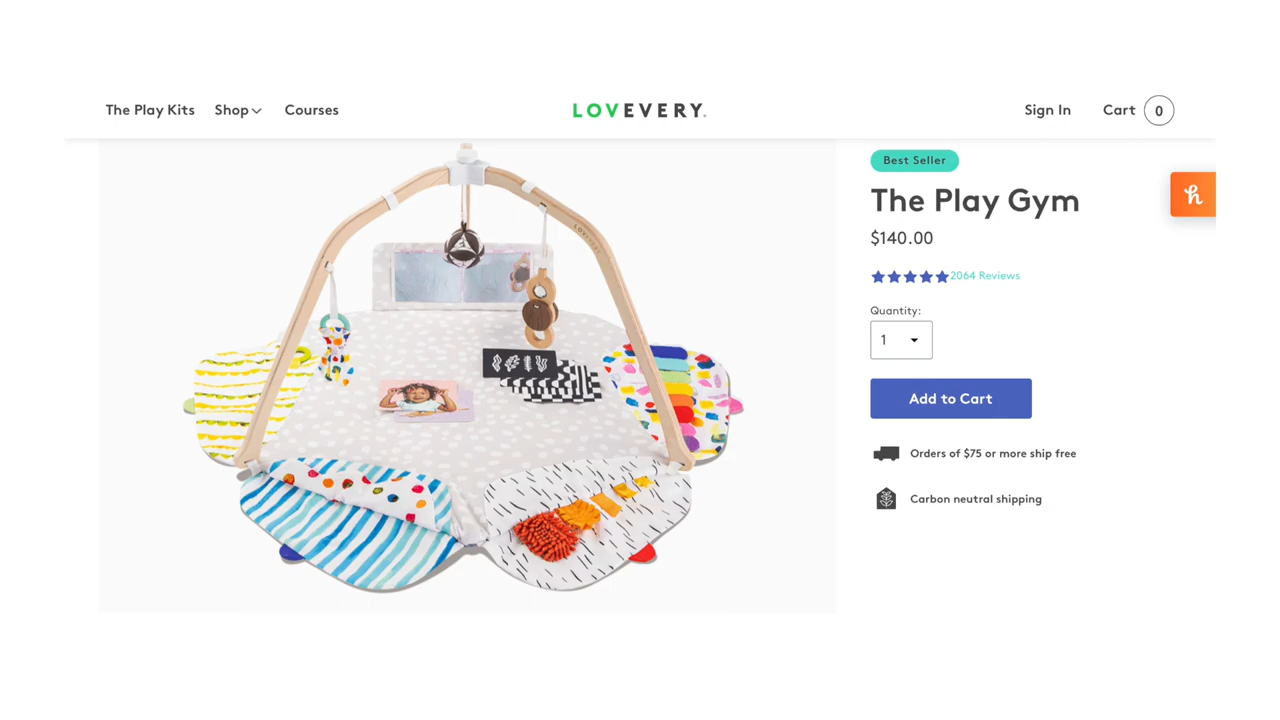 The Play Kits
Shop
Courses
LOVEVERY.
Sign In
Cart
0
Best Seller
The Play Gym
$140.00
2064 Reviews
Quantity:
1
Add to Cart
Orders of $75 or more ship free
Carbon neutral shipping